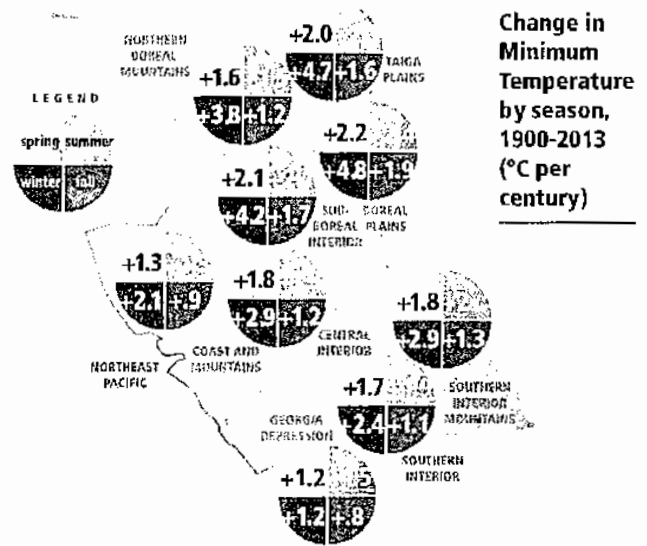 Change in
Minimum
Temperature
by season,
1900-2013
(°C per
century)
LEGEND
spring summer
winter fall
NORTHERN
BOREAL
MOUNTAINS
+1.6
+3.8 +1.2
+2.0
+4.7 +1.6
TAIGA
PLAINS
+2.2
+4.8 +1.9
BOREAL
PLAINS
+2.1
+4.2 +1.7
SUB-
BOREAL
INTERIOR
+1.3
+2.1 +.9
COAST AND
MOUNTAINS
NORTHEAST
PACIFIC
+1.8
+2.9 +1.2
CENTRAL
INTERIOR
+1.8
+2.9 +1.3
SOUTHERN
INTERIOR
MOUNTAINS
+1.7
+2.4 +1.1
SOUTHERN
INTERIOR
GEORGIA
DEPRESSION
+1.2
+1.2 +.8